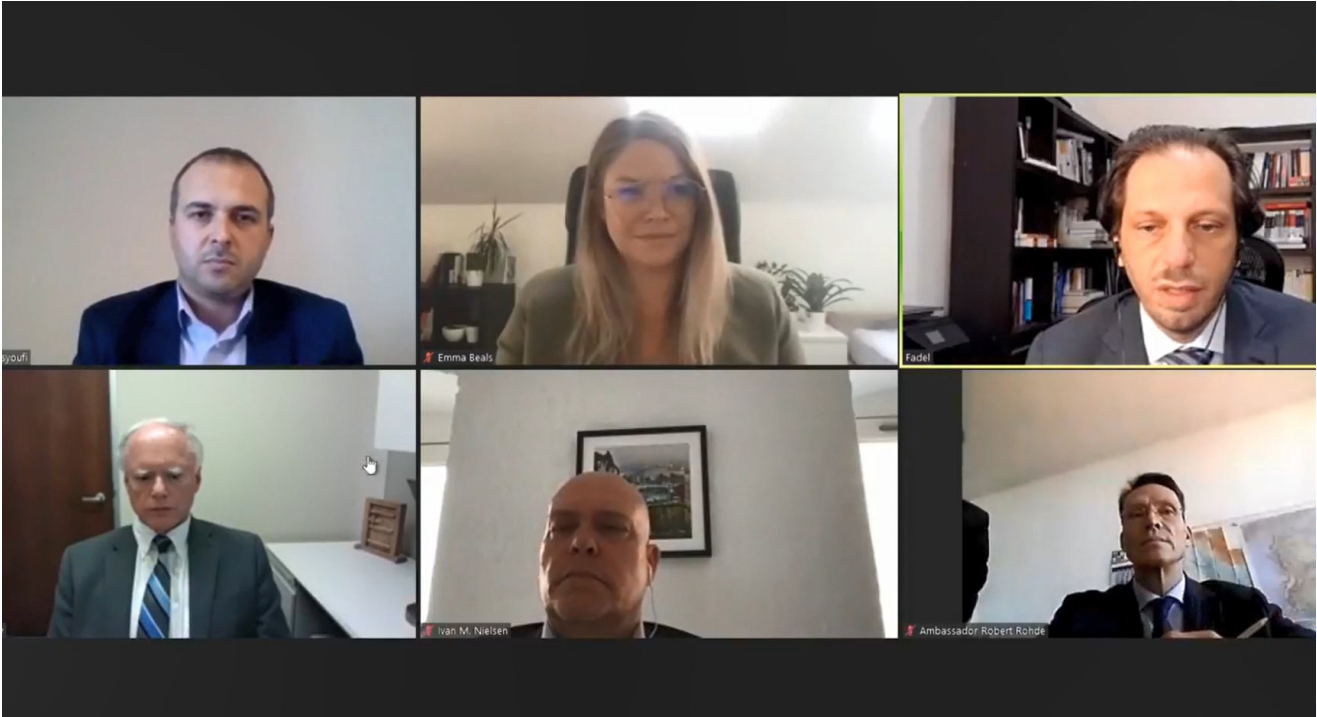 syoufi
Emma Beals
Fadel
Ivan M. Nielsen
Ambassador Robert Rohde